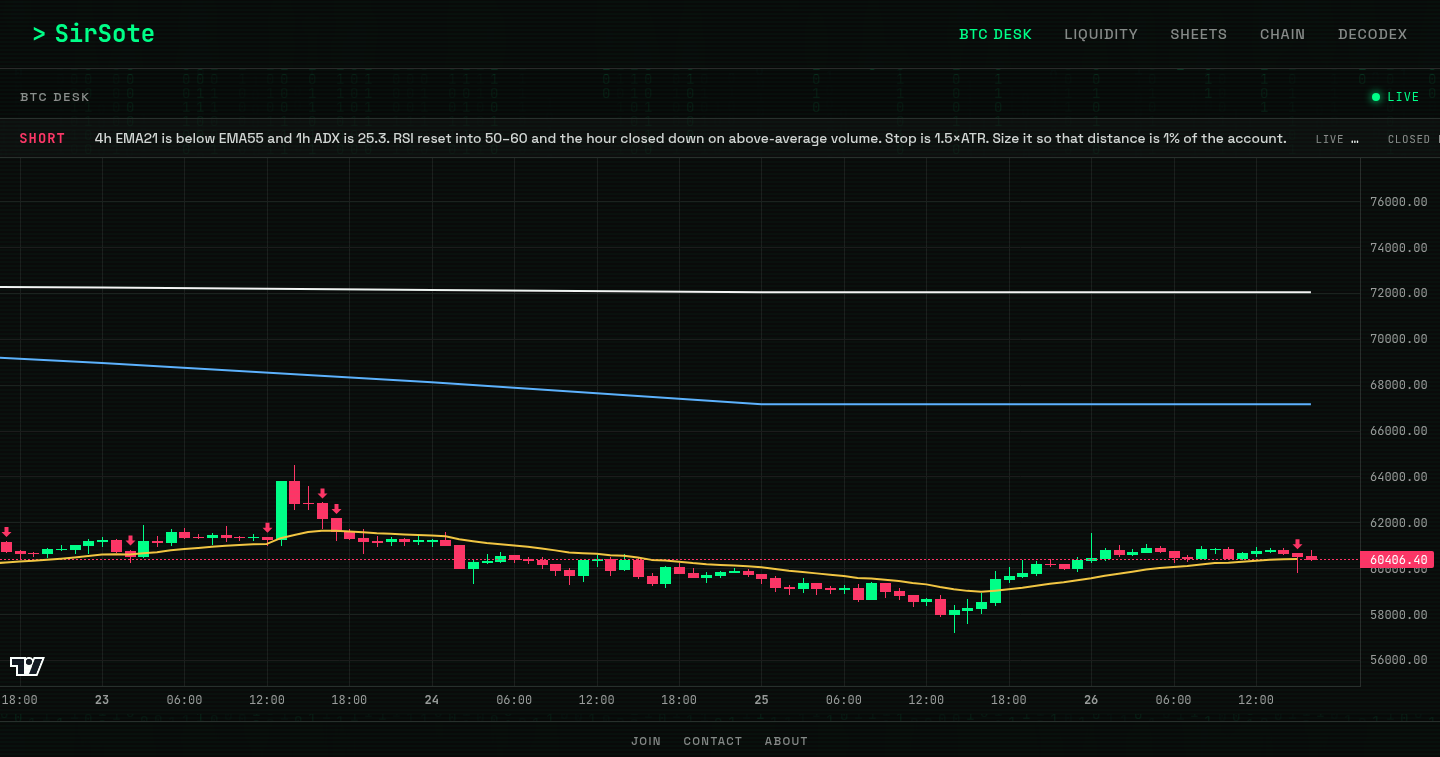 > SirSote
BTC DESK LIQUIDITY SHEETS CHAIN DECODEX
BTC DESK
LIVE
SHORT 4h EMA21 is below EMA55 and 1h ADX is 25.3. RSI reset into 50–60 and the hour closed down on above-average volume. Stop is 1.5×ATR. Size it so that distance is 1% of the account. LIVE … CLOSED
76000.00
74000.00
72000.00
70000.00
68000.00
66000.00
64000.00
62000.00
60406.40
60000.00
58000.00
56000.00
18:00 23 06:00 12:00 18:00 24 06:00 12:00 18:00 25 06:00 12:00 18:00 26 06:00 12:00
JOIN CONTACT ABOUT